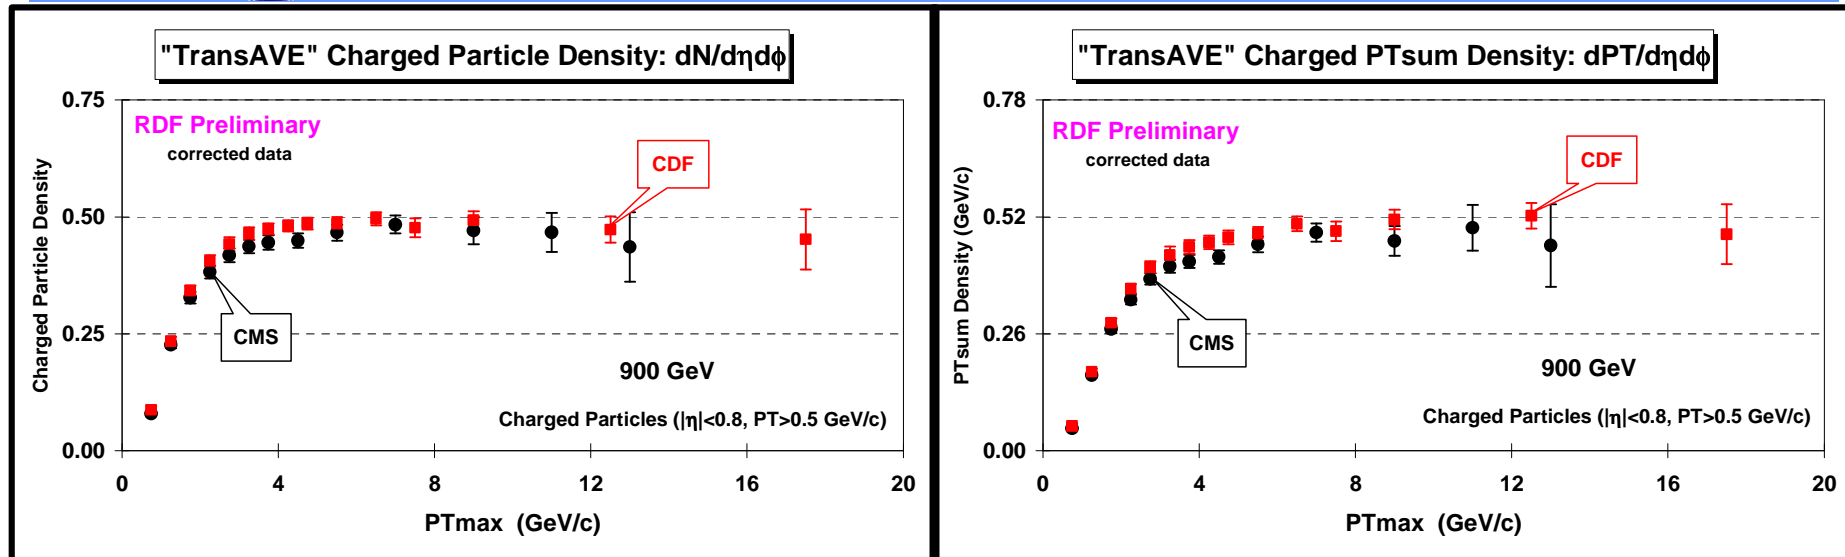 "TransAVE" Charged Particle Density: dN/dηdϕ
0.75
RDF Preliminary
corrected data
CDF
0.50
CMS
0.25
900 GeV
Charged Particles (|η|<0.8, PT>0.5 GeV/c)
0.00
0 4 8 12 16 20
PTmax (GeV/c)
Charged Particle Density
"TransAVE" Charged PTsum Density: dPT/dηdϕ
0.78
RDF Preliminary
corrected data
CDF
0.52
CMS
0.26
900 GeV
Charged Particles (|η|<0.8, PT>0.5 GeV/c)
0.00
0 4 8 12 16 20
PTmax (GeV/c)
PTsum Density (GeV/c)